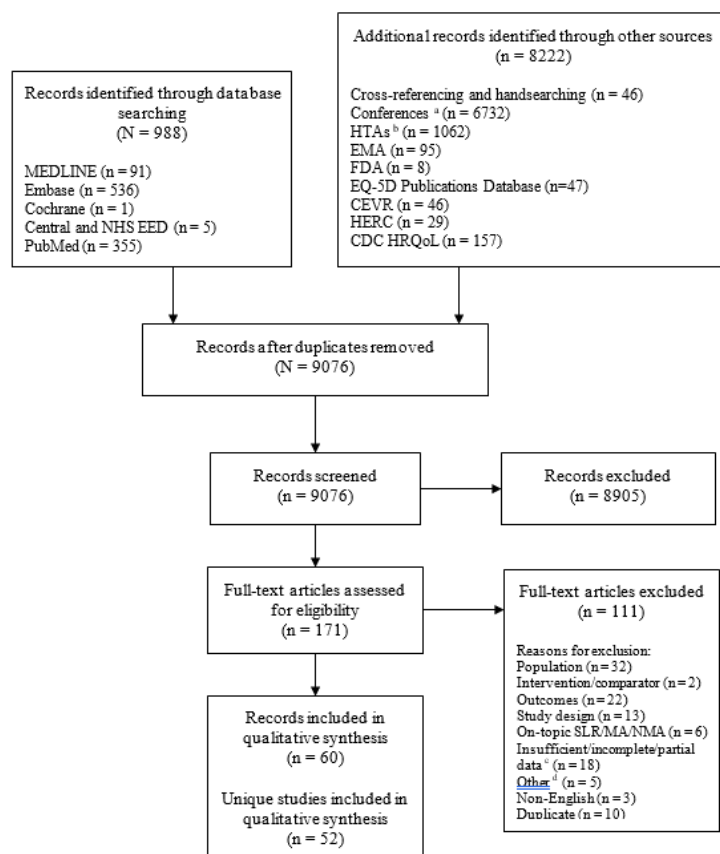 Records identified through database
searching
(N = 988)
MEDLINE (n = 91)
Embase (n = 536)
Cochrane (n = 1)
Central and NHS EED (n = 5)
PubMed (n = 355)
Additional records identified through other sources
(n = 8222)
Cross-referencing and handsearching (n = 46)
Conferences ᵃ (n = 6732)
HTAs ᵇ (n = 1062)
EMA (n = 95)
FDA (n = 8)
EQ-5D Publications Database (n=47)
CEVR (n = 46)
HERC (n = 29)
CDC HRQoL (n = 157)
Records after duplicates removed
(N = 9076)
Records screened
(n = 9076)
Records excluded
(n = 8905)
Full-text articles assessed
for eligibility
(n = 171)
Full-text articles excluded
(n = 111)
Reasons for exclusion:
Population (n = 32)
Intervention/comparator (n = 2)
Outcomes (n = 22)
Study design (n = 13)
On-topic SLR/MA/NMA (n = 6)
Insufficient/incomplete/partial
data ᶜ (n = 18)
Other ᵈ (n = 5)
Non-English (n = 3)
Duplicate (n = 10)
Records included in
qualitative synthesis
(n = 60)
Unique studies included in
qualitative synthesis
(n = 52)